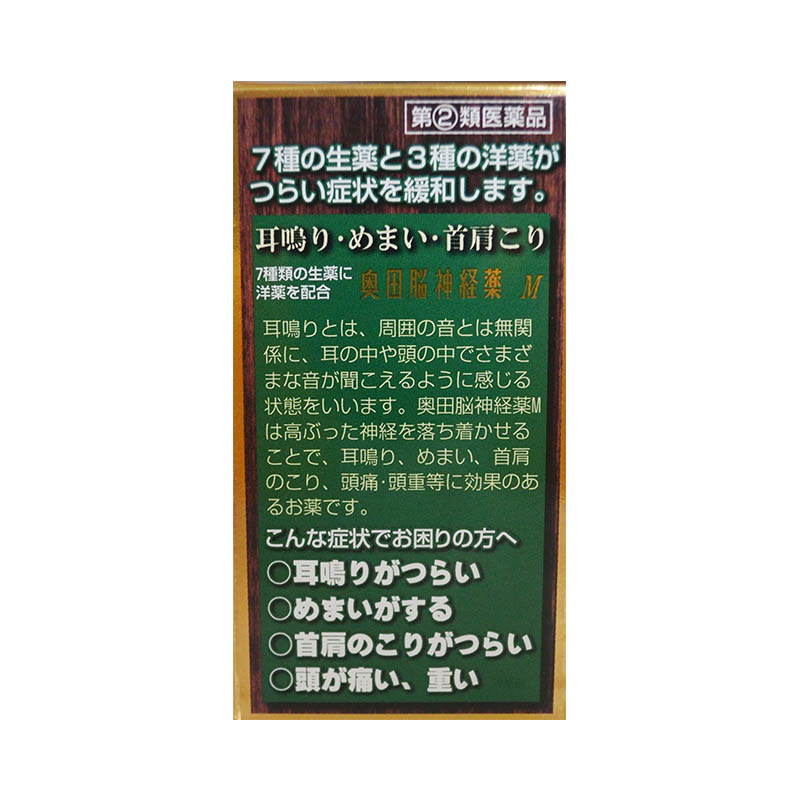 第②類医薬品
7種の生薬と3種の洋薬が
つらい症状を緩和します。
耳鳴り・めまい・首肩こり
7種類の生薬に
洋薬を配合
奥田脳神経薬 M
耳鳴りとは、周囲の音とは無関
係に、耳の中や頭の中でさまざ
まな音が聞こえるように感じる
状態をいいます。奥田脳神経薬M
は高ぶった神経を落ち着かせる
ことで、耳鳴り、めまい、首肩
のこり、頭痛・頭重等に効果のあ
るお薬です。
こんな症状でお困りの方へ
○耳鳴りがつらい
○めまいがする
○首肩のこりがつらい
○頭が痛い、重い